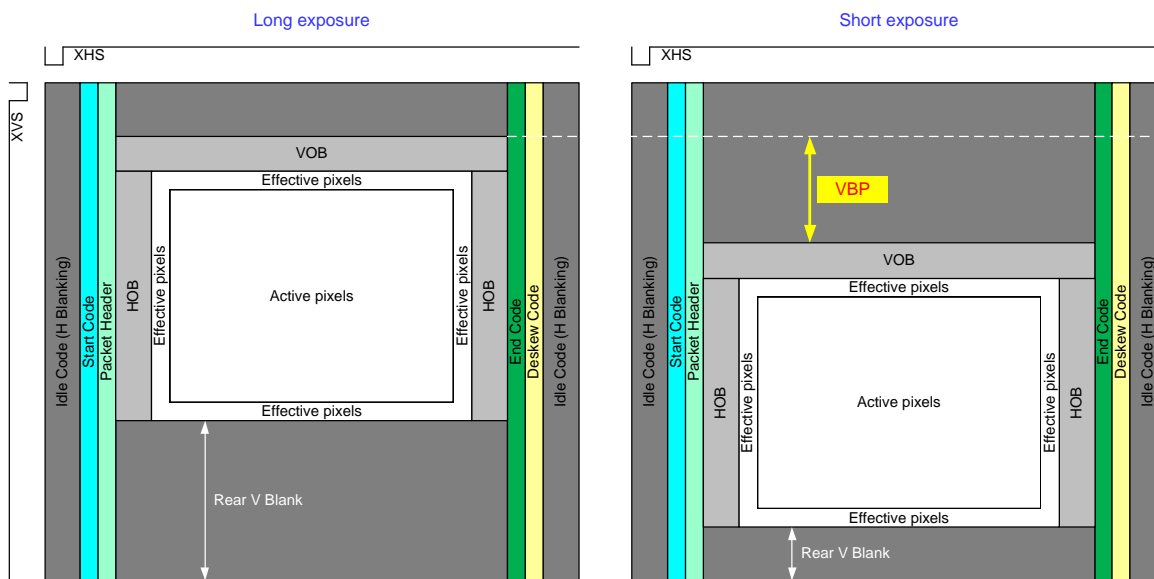 Long exposure
XHS
XVS
VOB
Effective pixels
Idle Code (H Blanking)
Start Code
Packet Header
HOB
Effective pixels
Active pixels
Effective pixels
HOB
End Code
Deskew Code
Idle Code (H Blanking)
Effective pixels
Rear V Blank
Short exposure
XHS
VBP
VOB
Effective pixels
Idle Code (H Blanking)
Start Code
Packet Header
HOB
Effective pixels
Active pixels
Effective pixels
HOB
End Code
Deskew Code
Idle Code (H Blanking)
Effective pixels
Rear V Blank